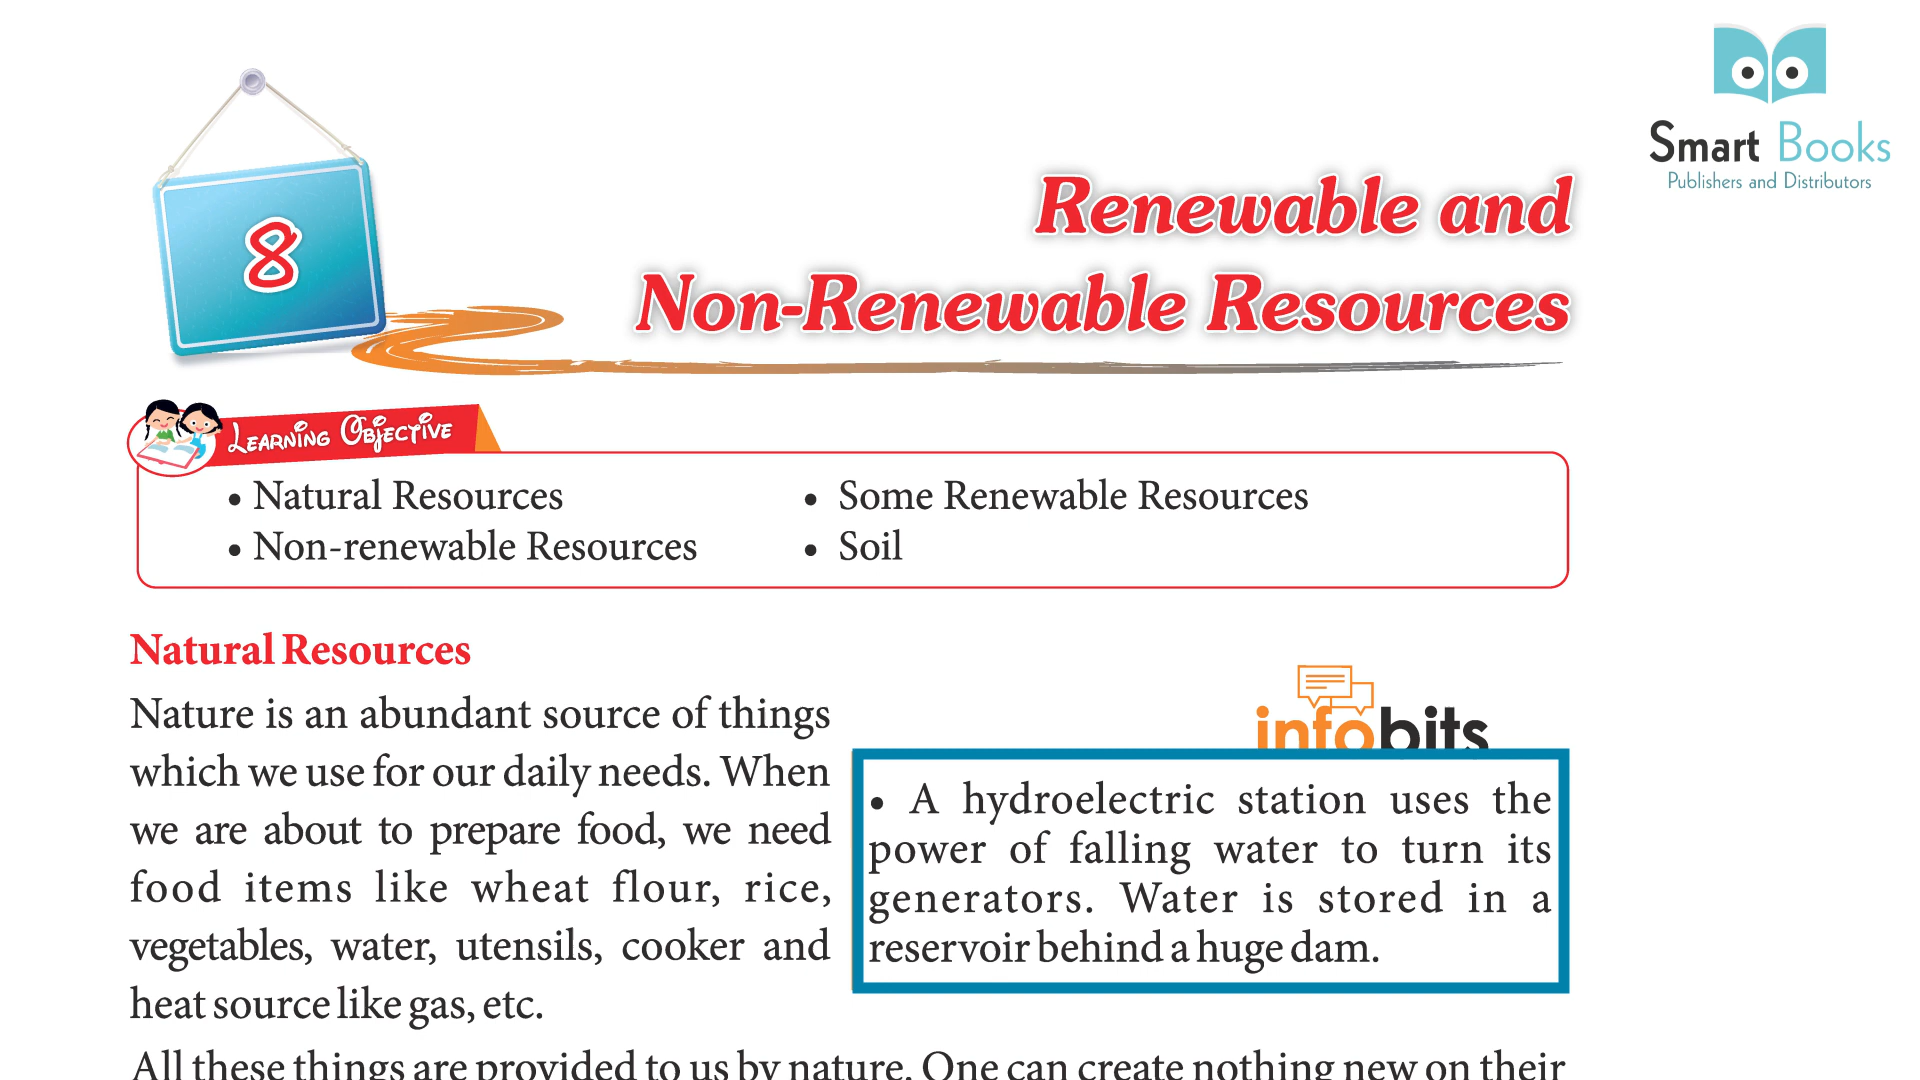 Smart Books
Publishers and Distributors
8
Renewable and
Non-Renewable Resources
Learning Objective
• Natural Resources
• Non-renewable Resources
• Some Renewable Resources
• Soil
Natural Resources
Nature is an abundant source of things
which we use for our daily needs. When
we are about to prepare food, we need
food items like wheat flour, rice,
vegetables, water, utensils, cooker and
heat source like gas, etc.
infobits
• A hydroelectric station uses the
power of falling water to turn its
generators. Water is stored in a
reservoir behind a huge dam.
All these things are provided to us by nature. One can create nothing new on their